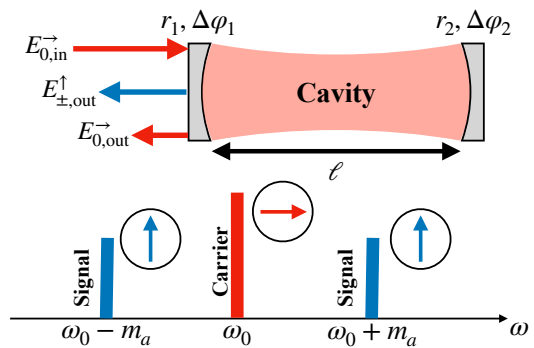 r₁, Δφ₁
r₂, Δφ₂
E→0,in
E↑±,out
E→0,out
Cavity
ℓ
Signal
Carrier
Signal
ω₀ − mₐ
ω₀
ω₀ + mₐ
ω